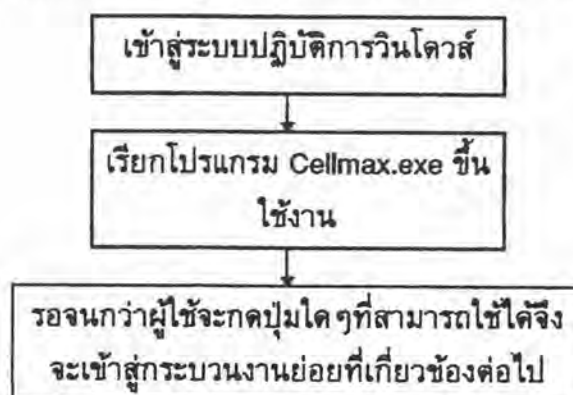 เข้าสู่ระบบปฏิบัติการวินโดวส์
เรียกโปรแกรม Cellmax.exe ขึ้น
ใช้งาน
รอจนกว่าผู้ใช้จะกดปุ่มใดๆที่สามารถใช้ได้จึง
จะเข้าสู่กระบวนงานย่อยที่เกี่ยวข้องต่อไป